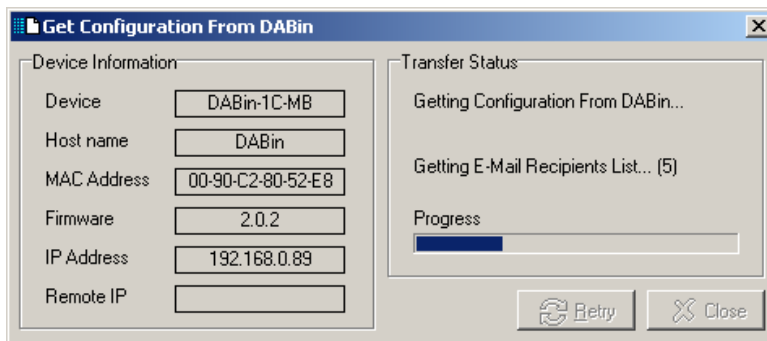 Get Configuration From DABin
Device Information
Device DABin-1C-MB
Host name DABin
MAC Address 00-90-C2-80-52-E8
Firmware 2.0.2
IP Address 192.168.0.89
Remote IP
Transfer Status
Getting Configuration From DABin...
Getting E-Mail Recipients List... (5)
Progress
Retry
Close